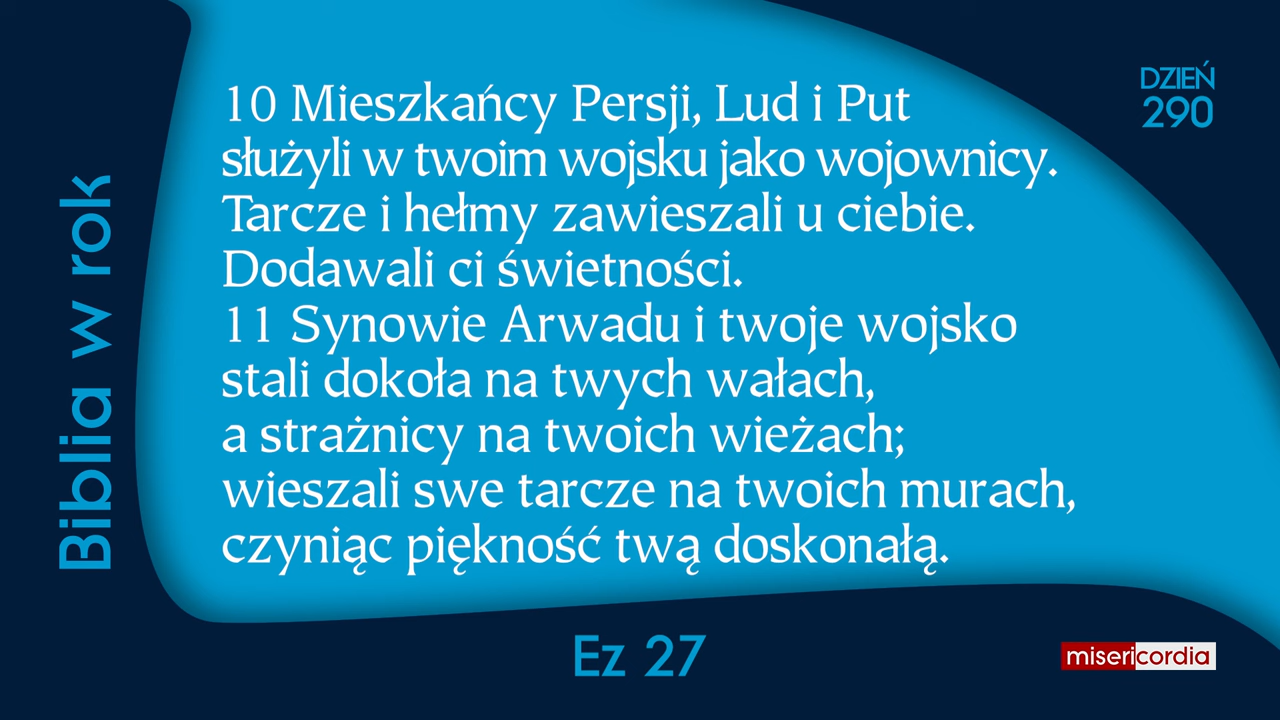 DZIEŃ
290
10 Mieszkańcy Persji, Lud i Put
służyli w twoim wojsku jako wojownicy.
Tarcze i hełmy zawieszali u ciebie.
Dodawali ci świetności.
11 Synowie Arwadu i twoje wojsko
stali dokoła na twych wałach,
a strażnicy na twoich wieżach;
wieszali swe tarcze na twoich murach,
czyniąc piękność twą doskonałą.
Biblia w rok
Ez 27
misericordia